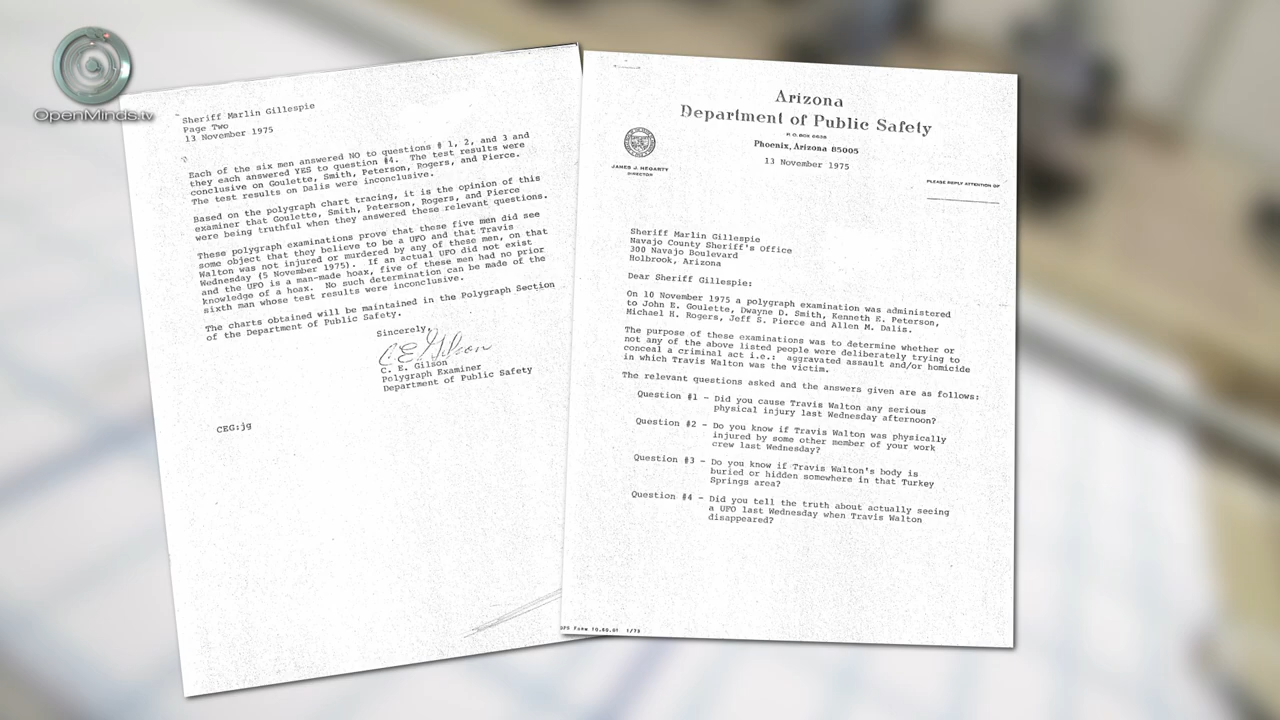 OpenMinds.tv
Sheriff Marlin Gillespie
Page Two
13 November 1975
Each of the six men answered NO to questions # 1, 2, and 3 and
they each answered YES to question #4. The test results were
conclusive on Goulette, Smith, Peterson, Rogers, and Pierce.
The test results on Dalis were inconclusive.
Based on the polygraph chart tracing, it is the opinion of this
examiner that Goulette, Smith, Peterson, Rogers, and Pierce
were being truthful when they answered these relevant questions.
These polygraph examinations prove that these five men did see
some object that they believe to be a UFO and that Travis
Walton was not injured or murdered by any of these men, on that
Wednesday (5 November 1975). If an actual UFO did not exist
and the UFO is a man-made hoax, five of these men had no prior
knowledge of a hoax. No such determination can be made of the
sixth man whose test results were inconclusive.
The charts obtained will be maintained in the Polygraph Section
of the Department of Public Safety.
Sincerely,
C. E. Gilson
C. E. Gilson
Polygraph Examiner
Department of Public Safety
CEG:jg
Arizona
Department of Public Safety
P. O. BOX 6638
Phoenix, Arizona 85005
13 November 1975
JAMES J. HEGARTY
DIRECTOR
PLEASE REPLY ATTENTION OF
Sheriff Marlin Gillespie
Navajo County Sheriff's Office
300 Navajo Boulevard
Holbrook, Arizona
Dear Sheriff Gillespie:
On 10 November 1975 a polygraph examination was administered
to John E. Goulette, Dwayne D. Smith, Kenneth E. Peterson,
Michael H. Rogers, Jeff S. Pierce and Allen M. Dalis.
The purpose of these examinations was to determine whether or
not any of the above listed people were deliberately trying to
conceal a criminal act i.e.: aggravated assault and/or homicide
in which Travis Walton was the victim.
The relevant questions asked and the answers given are as follows:
Question #1 - Did you cause Travis Walton any serious
physical injury last Wednesday afternoon?
Question #2 - Do you know if Travis Walton was physically
injured by some other member of your work
crew last Wednesday?
Question #3 - Do you know if Travis Walton's body is
buried or hidden somewhere in that Turkey
Springs area?
Question #4 - Did you tell the truth about actually seeing
a UFO last Wednesday when Travis Walton
disappeared?
1/73